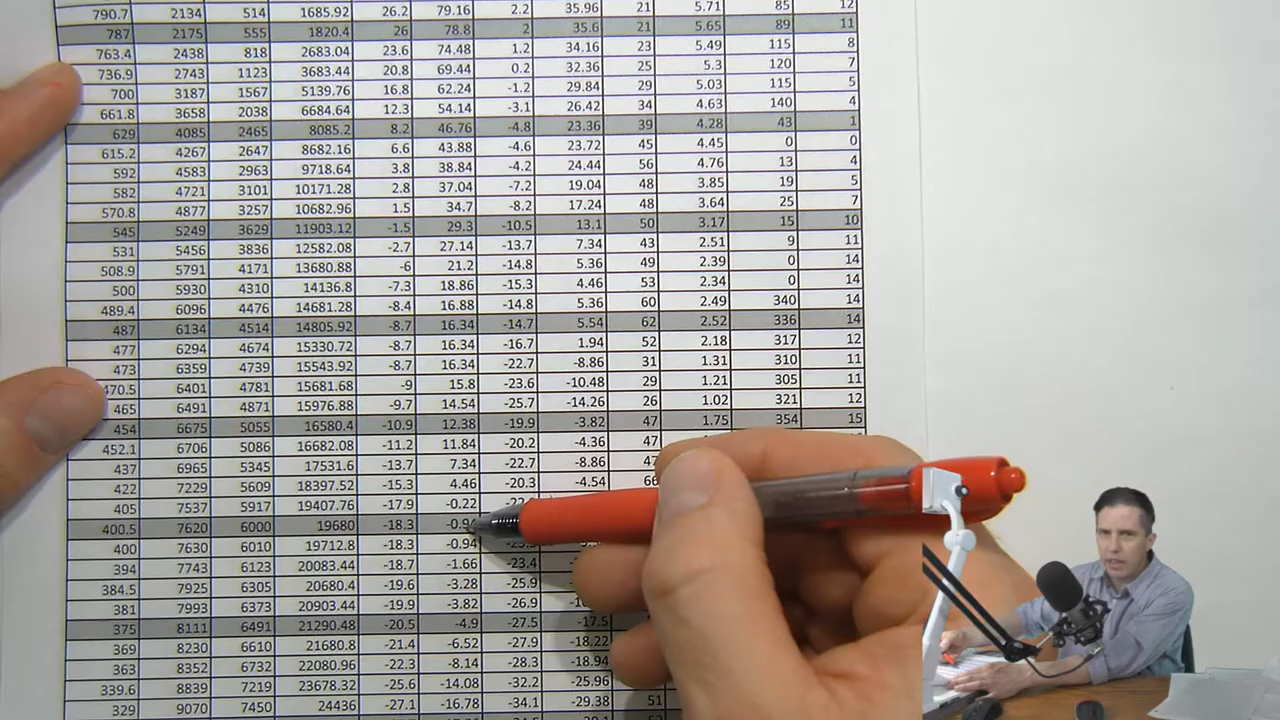 790.7 2134 514 1685.92 26.2 79.16 2.2 35.96 21 5.71 85 12
787 2175 555 1820.4 26 78.8 2 35.6 21 5.65 89 11
763.4 2438 818 2683.04 23.6 74.48 1.2 34.16 23 5.49 115 8
736.9 2743 1123 3683.44 20.8 69.44 0.2 32.36 25 5.3 120 7
700 3187 1567 5139.76 16.8 62.24 -1.2 29.84 29 5.03 115 5
661.8 3658 2038 6684.64 12.3 54.14 -3.1 26.42 34 4.63 140 4
629 4085 2465 8085.2 8.2 46.76 -4.8 23.36 39 4.28 43 1
615.2 4267 2647 8682.16 6.6 43.88 -4.6 23.72 45 4.45 0 0
592 4583 2963 9718.64 3.8 38.84 -4.2 24.44 56 4.76 13 4
582 4721 3101 10171.28 2.8 37.04 -7.2 19.04 48 3.85 19 5
570.8 4877 3257 10682.96 1.5 34.7 -8.2 17.24 48 3.64 25 7
545 5249 3629 11903.12 -1.5 29.3 -10.5 13.1 50 3.17 15 10
531 5456 3836 12582.08 -2.7 27.14 -13.7 7.34 43 2.51 9 11
508.9 5791 4171 13680.88 -6 21.2 -14.8 5.36 49 2.39 0 14
500 5930 4310 14136.8 -7.3 18.86 -15.3 4.46 53 2.34 0 14
489.4 6096 4476 14681.28 -8.4 16.88 -14.8 5.36 60 2.49 340 14
487 6134 4514 14805.92 -8.7 16.34 -14.7 5.54 62 2.52 336 14
477 6294 4674 15330.72 -8.7 16.34 -16.7 1.94 52 2.18 317 12
473 6359 4739 15543.92 -8.7 16.34 -22.7 -8.86 31 1.31 310 11
470.5 6401 4781 15681.68 -9 15.8 -23.6 -10.48 29 1.21 305 11
465 6491 4871 15976.88 -9.7 14.54 -25.7 -14.26 26 1.02 321 12
454 6675 5055 16580.4 -10.9 12.38 -19.9 -3.82 47 1.75 354 15
452.1 6706 5086 16682.08 -11.2 11.84 -20.2 -4.36 47
437 6965 5345 17531.6 -13.7 7.34 -22.7 -8.86 47
422 7229 5609 18397.52 -15.3 4.46 -20.3 -4.54 66
405 7537 5917 19407.76 -17.9 -0.22
400.5 7620 6000 19680 -18.3 -0.94
400 7630 6010 19712.8 -18.3 -0.94
394 7743 6123 20083.44 -18.7 -1.66 -23.4
384.5 7925 6305 20680.4 -19.6 -3.28 -25.9
381 7993 6373 20903.44 -19.9 -3.82 -26.9
375 8111 6491 21290.48 -20.5 -4.9 -27.5 -17.5
369 8230 6610 21680.8 -21.4 -6.52 -27.9 -18.22
363 8352 6732 22080.96 -22.3 -8.14 -28.3 -18.94
339.6 8839 7219 23678.32 -25.6 -14.08 -32.2 -25.96
329 9070 7450 24436 -27.1 -16.78 -34.1 -29.38 51